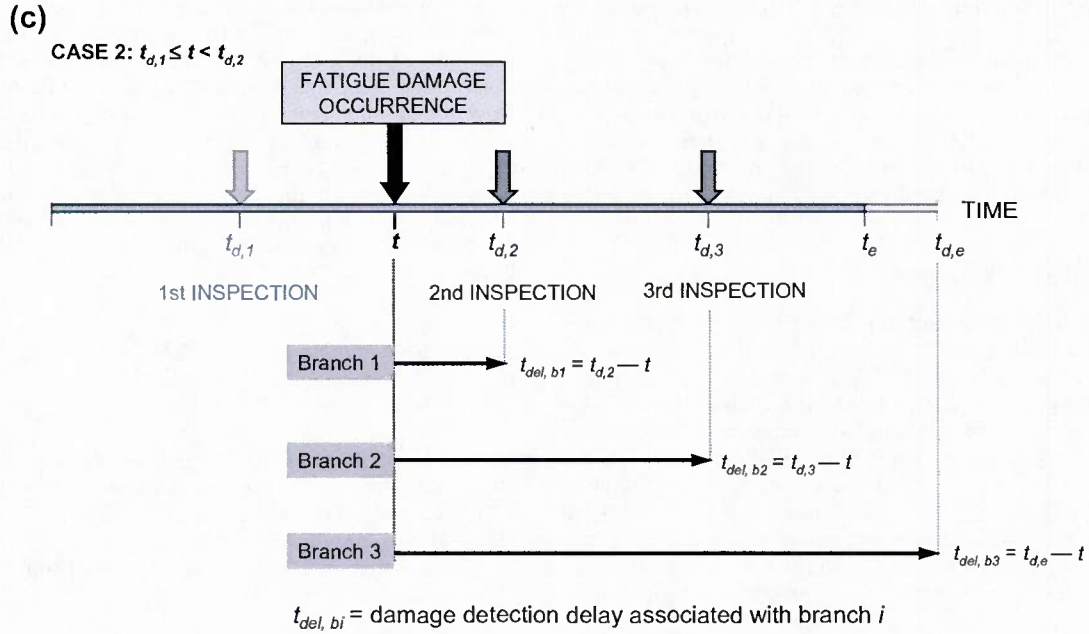 (c)
CASE 2: t_{d,1} ≤ t < t_{d,2}
FATIGUE DAMAGE
OCCURRENCE
TIME
t_{d,1} t t_{d,2} t_{d,3} t_e t_{d,e}
1st INSPECTION 2nd INSPECTION 3rd INSPECTION
Branch 1 t_{del, b1} = t_{d,2} — t
Branch 2 t_{del, b2} = t_{d,3} — t
Branch 3 t_{del, b3} = t_{d,e} — t
t_{del, bi} = damage detection delay associated with branch i